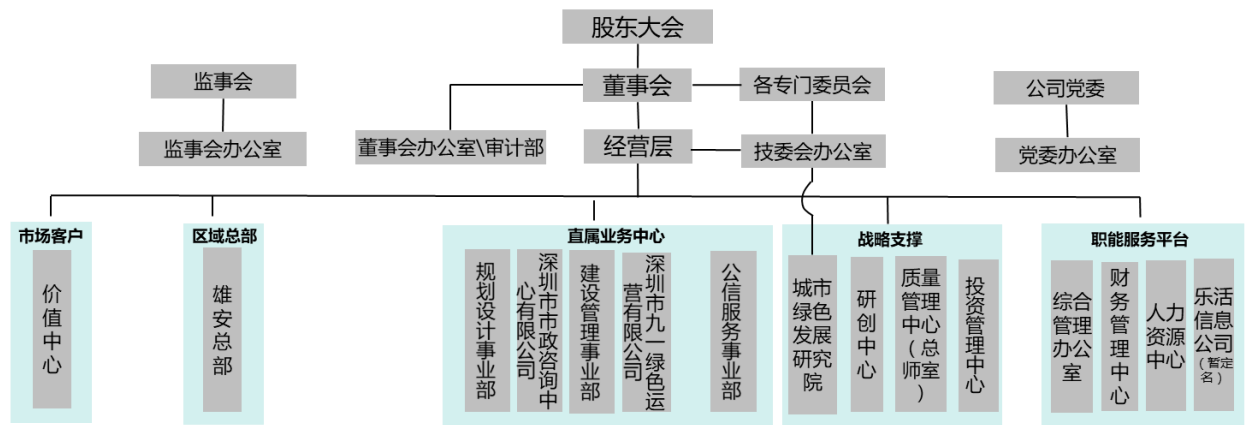 股东大会
监事会
董事会
各专门委员会
公司党委
监事会办公室
董事会办公室\审计部
经营层
技委会办公室
党委办公室
市场客户
价值中心
区域总部
雄安总部
直属业务中心
规划设计事业部
深圳市市政咨询中
心有限公司
建设管理事业部
深圳市九一绿色运
营有限公司
公信服务事业部
战略支撑
城市
绿色
发展
研究
院
研创中心
质量
管理
中心
（总
师室）
投资管理中心
职能服务平台
综合
管理
办公
室
财务管理中心
人力
资源
中心
乐活
信息
公司
（暂定
名）